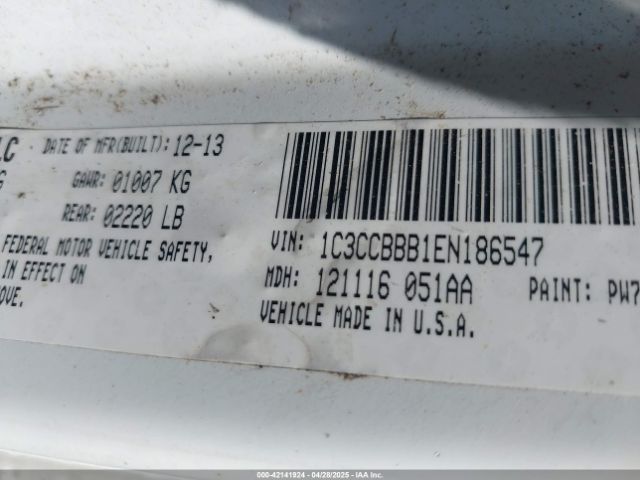 LC - DATE OF MFR(BUILT): 12-13
GAWR: 01007 KG
REAR: 02220 LB
FEDERAL MOTOR VEHICLE SAFETY,
IN EFFECT ON
OVE.
VIN: 1C3CCBBB1EN186547
MDH: 121116 051AA PAINT: PW7
VEHICLE MADE IN U.S.A.
000-42141924 - 04/28/2025 - IAA Inc.